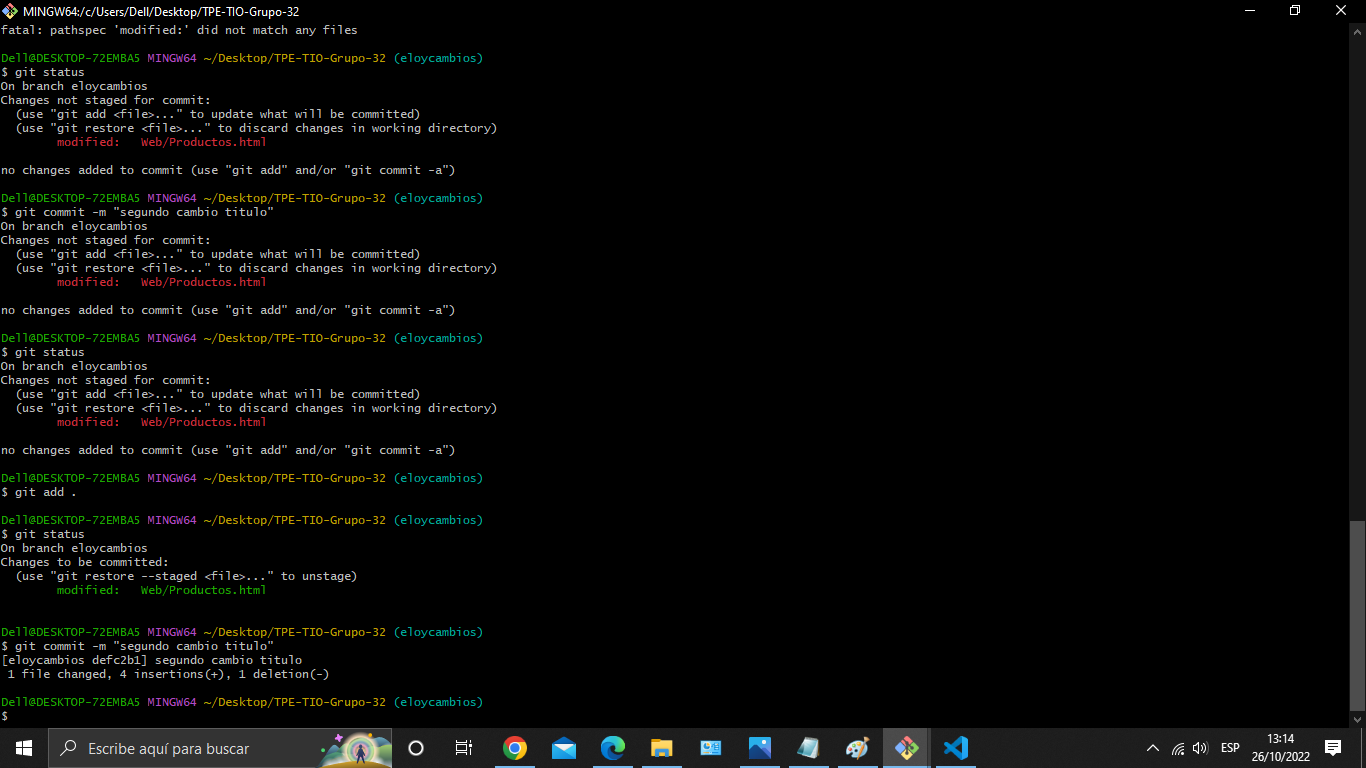 MINGW64:/c/Users/Dell/Desktop/TPE-TIO-Grupo-32
fatal: pathspec 'modified:' did not match any files
Dell@DESKTOP-72EMBA5 MINGW64 ~/Desktop/TPE-TIO-Grupo-32 (eloycambios)
$ git status
On branch eloycambios
Changes not staged for commit:
  (use "git add <file>..." to update what will be committed)
  (use "git restore <file>..." to discard changes in working directory)
        modified:   Web/Productos.html
no changes added to commit (use "git add" and/or "git commit -a")
Dell@DESKTOP-72EMBA5 MINGW64 ~/Desktop/TPE-TIO-Grupo-32 (eloycambios)
$ git commit -m "segundo cambio titulo"
On branch eloycambios
Changes not staged for commit:
  (use "git add <file>..." to update what will be committed)
  (use "git restore <file>..." to discard changes in working directory)
        modified:   Web/Productos.html
no changes added to commit (use "git add" and/or "git commit -a")
Dell@DESKTOP-72EMBA5 MINGW64 ~/Desktop/TPE-TIO-Grupo-32 (eloycambios)
$ git status
On branch eloycambios
Changes not staged for commit:
  (use "git add <file>..." to update what will be committed)
  (use "git restore <file>..." to discard changes in working directory)
        modified:   Web/Productos.html
no changes added to commit (use "git add" and/or "git commit -a")
Dell@DESKTOP-72EMBA5 MINGW64 ~/Desktop/TPE-TIO-Grupo-32 (eloycambios)
$ git add .
Dell@DESKTOP-72EMBA5 MINGW64 ~/Desktop/TPE-TIO-Grupo-32 (eloycambios)
$ git status
On branch eloycambios
Changes to be committed:
  (use "git restore --staged <file>..." to unstage)
        modified:   Web/Productos.html
Dell@DESKTOP-72EMBA5 MINGW64 ~/Desktop/TPE-TIO-Grupo-32 (eloycambios)
$ git commit -m "segundo cambio titulo"
[eloycambios defc2b1] segundo cambio titulo
 1 file changed, 4 insertions(+), 1 deletion(-)
Dell@DESKTOP-72EMBA5 MINGW64 ~/Desktop/TPE-TIO-Grupo-32 (eloycambios)
$
Escribe aquí para buscar
ESP
13:14
26/10/2022